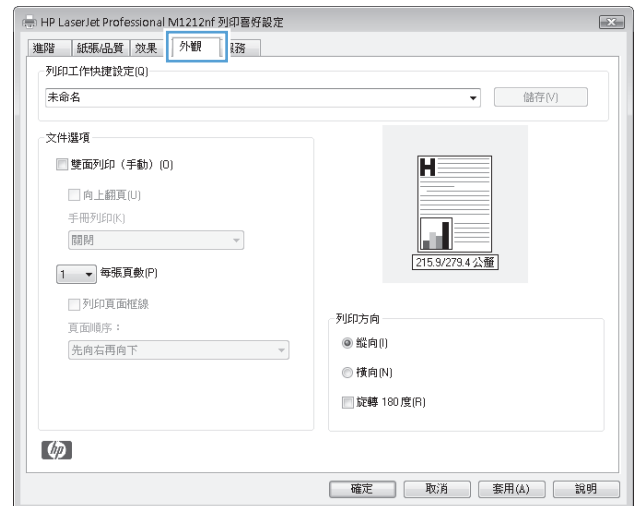 HP LaserJet Professional M1212nf 列印喜好設定
進階 紙張/品質 效果 外觀 服務
列印工作快捷設定(Q)
未命名
儲存(V)
文件選項
雙面列印（手動）(O)
向上翻頁(U)
手冊列印(K)
關閉
1 每張頁數(P)
列印頁面框線
頁面順序：
先向右再向下
H
215.9/279.4 公釐
列印方向
縱向(I)
橫向(N)
旋轉 180 度(R)
hp
確定 取消 套用(A) 說明